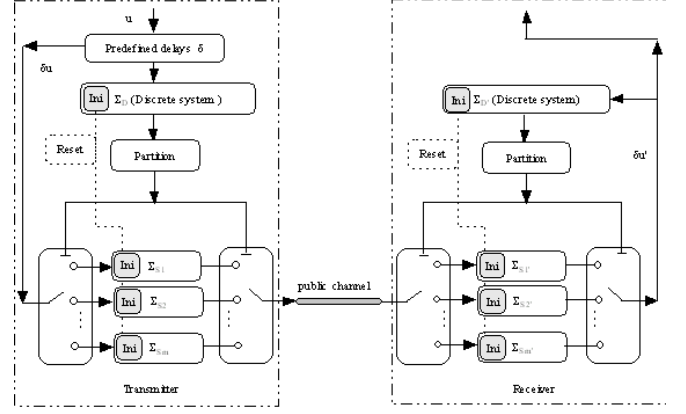 u
Predefined delays δ
δu
Ini Σ_D (Discrete system )
Reset
Partition
Ini Σ_S1
Ini Σ_S2
Ini Σ_Sm
Transmitter
public channel
Ini Σ_D' (Discrete system)
Reset
Partition
δu'
Ini Σ_S1'
Ini Σ_S2'
Ini Σ_Sm'
Receiver